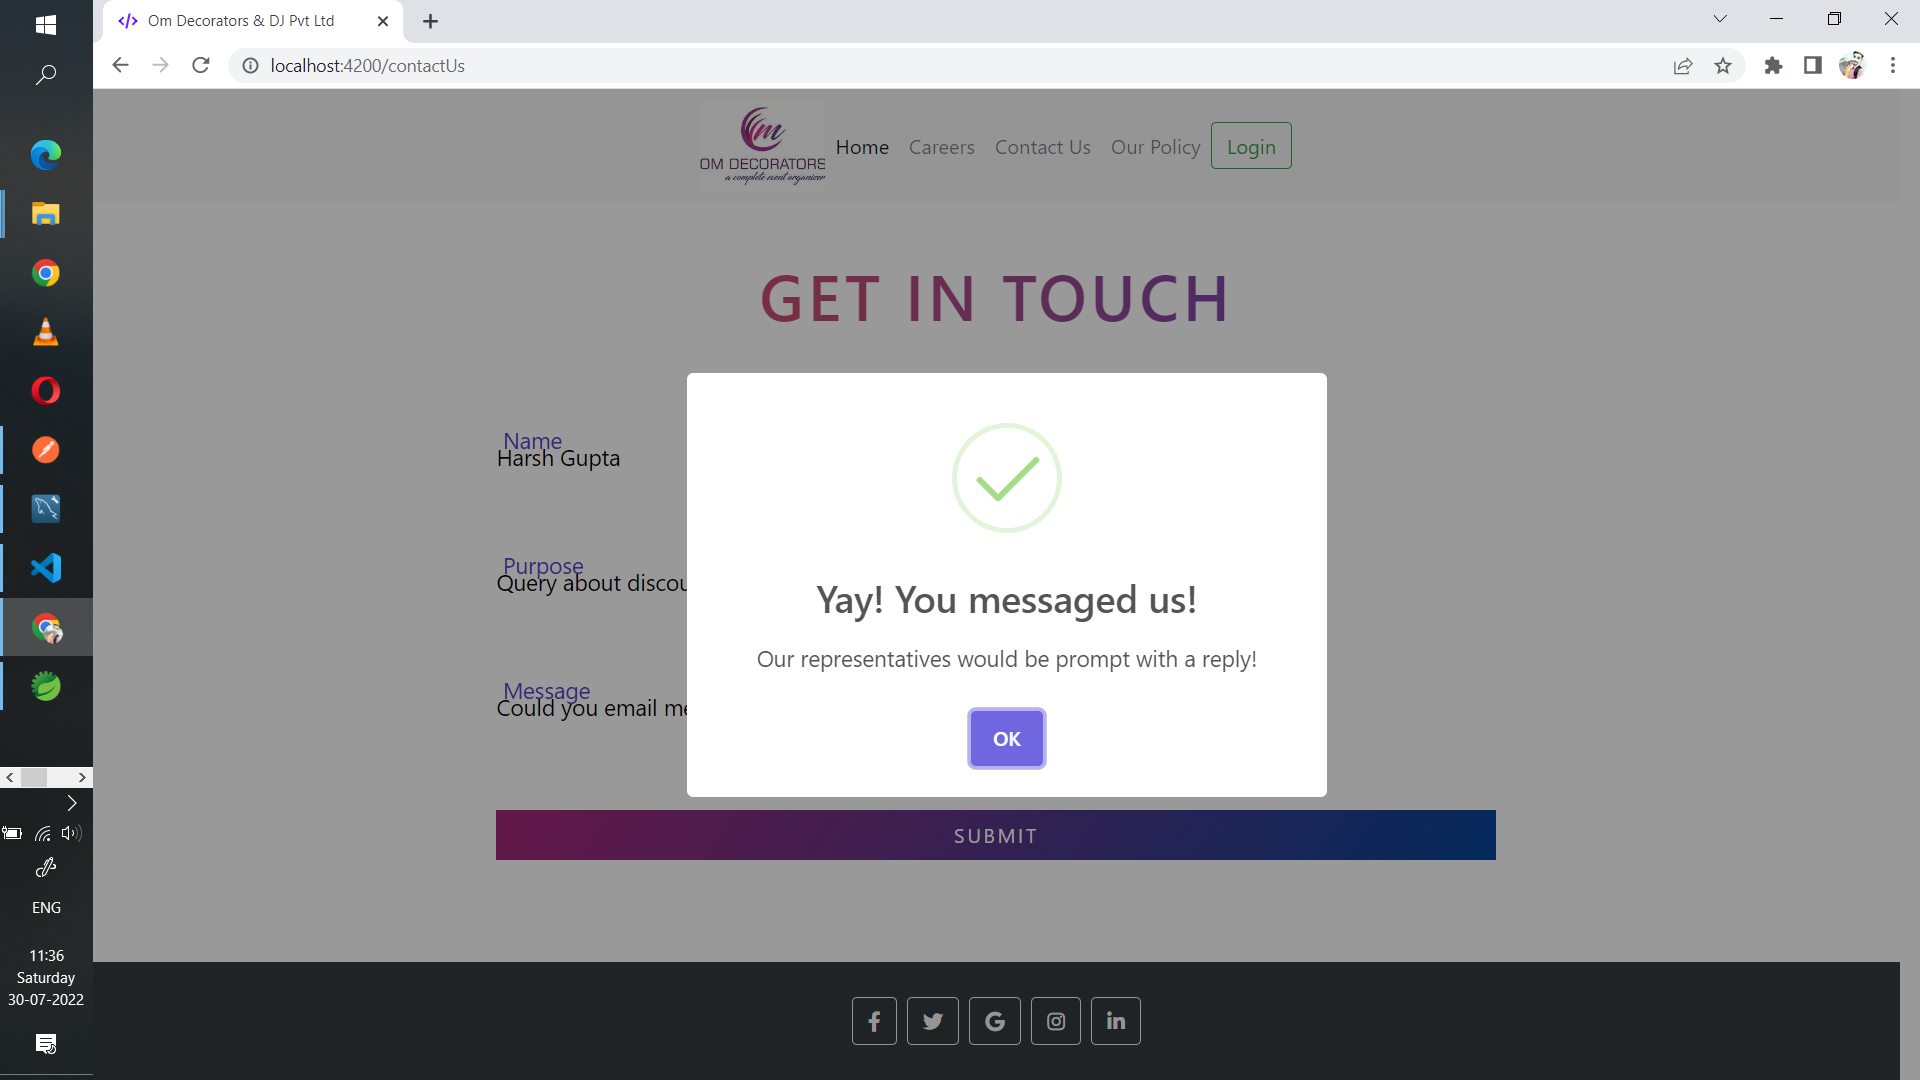 Om Decorators & DJ Pvt Ltd
localhost:4200/contactUs
OM DECORATORS
a complete event organizer
Home Careers Contact Us Our Policy Login
GET IN TOUCH
Name
Harsh Gupta
Purpose
Query about discou
Message
Could you email me
Yay! You messaged us!
Our representatives would be prompt with a reply!
OK
SUBMIT
ENG
11:36
Saturday
30-07-2022